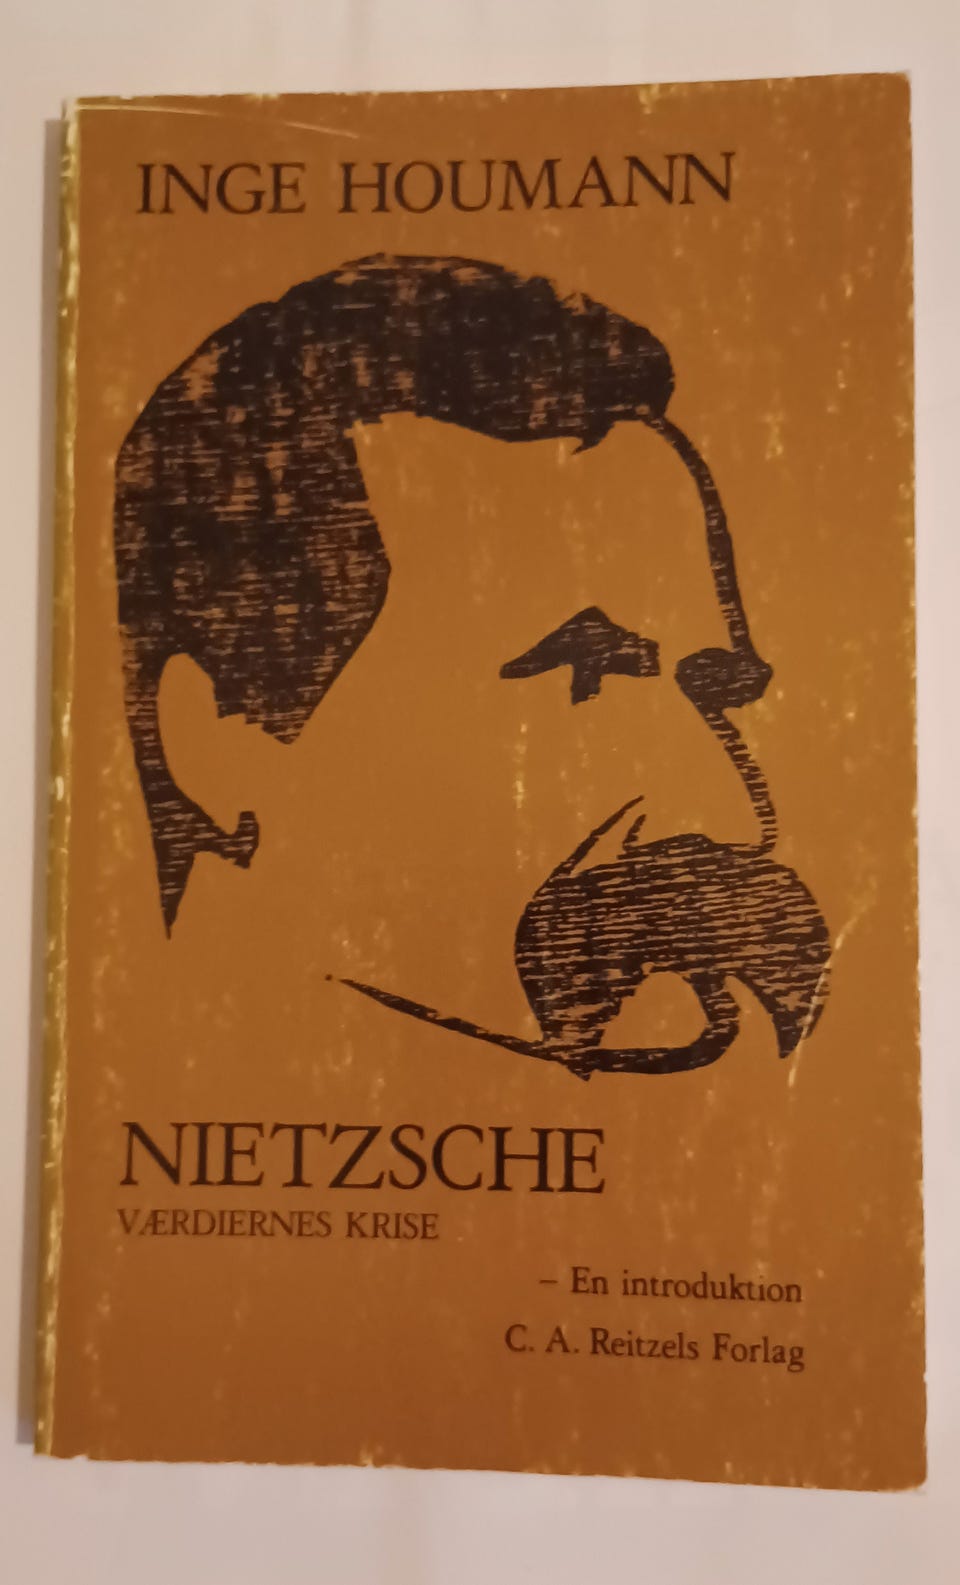 INGE HOUMANN
NIETZSCHE
VÆRDIERNES KRISE
– En introduktion
C. A. Reitzels Forlag